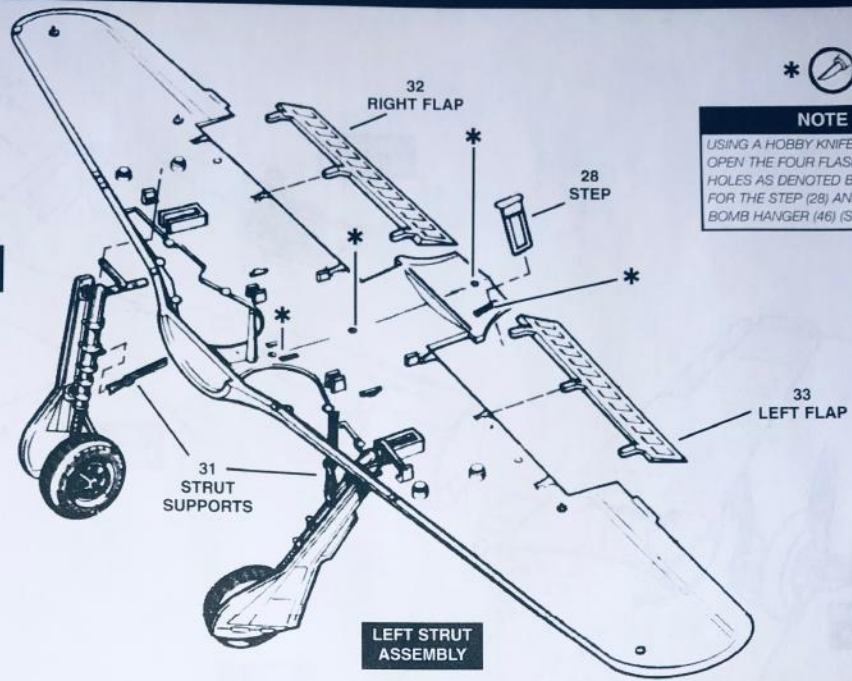 32
RIGHT FLAP
*
*
28
STEP
NOTE
USING A HOBBY KNIFE
OPEN THE FOUR FLAS
HOLES AS DENOTED B
FOR THE STEP (28) AN
BOMB HANGER (46) (S
*
*
*
33
LEFT FLAP
31
STRUT
SUPPORTS
LEFT STRUT
ASSEMBLY